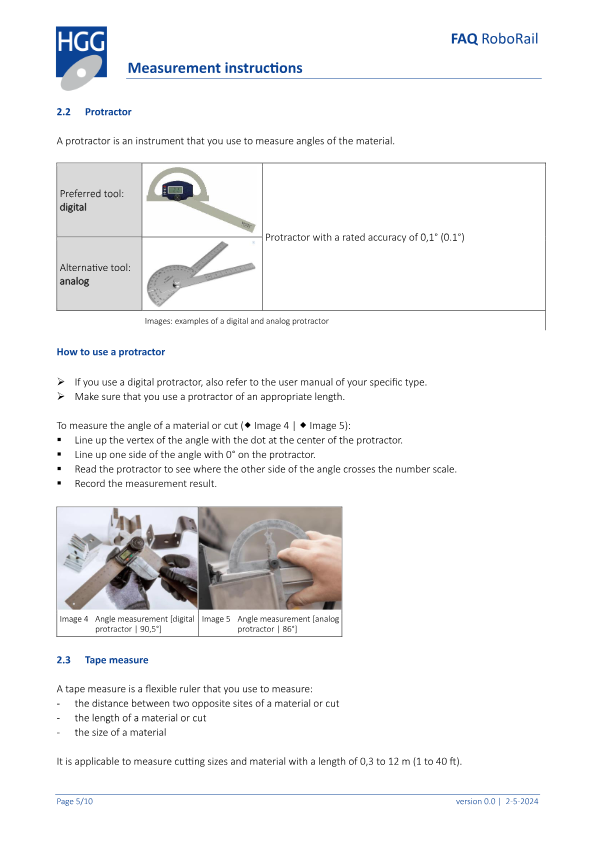 HGG
FAQ RoboRail
Measurement instructions
2.2 Protractor
A protractor is an instrument that you use to measure angles of the material.
Preferred tool:
digital
Protractor with a rated accuracy of 0,1° (0.1°)
Alternative tool:
analog
Images: examples of a digital and analog protractor
How to use a protractor
➢ If you use a digital protractor, also refer to the user manual of your specific type.
➢ Make sure that you use a protractor of an appropriate length.
To measure the angle of a material or cut (◆ Image 4 | ◆ Image 5):
▪ Line up the vertex of the angle with the dot at the center of the protractor.
▪ Line up one side of the angle with 0° on the protractor.
▪ Read the protractor to see where the other side of the angle crosses the number scale.
▪ Record the measurement result.
Image 4 Angle measurement [digital
protractor | 90,5°]
Image 5 Angle measurement [analog
protractor | 86°]
2.3 Tape measure
A tape measure is a flexible ruler that you use to measure:
- the distance between two opposite sites of a material or cut
- the length of a material or cut
- the size of a material
It is applicable to measure cutting sizes and material with a length of 0,3 to 12 m (1 to 40 ft).
Page 5/10
version 0.0 | 2-5-2024